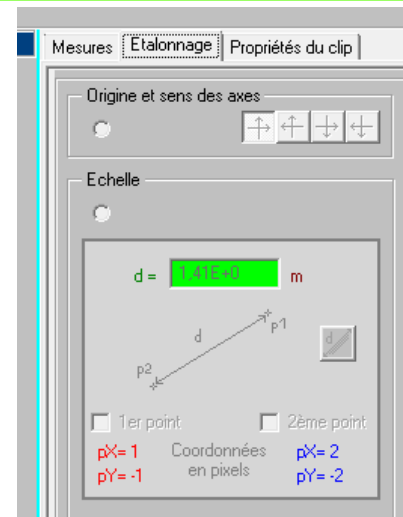 Mesures Etalonnage Propriétés du clip
Origine et sens des axes
Echelle
d = 1,41E+0 m
p1
d
d
p2
1er point 2ème point
pX= 1 Coordonnées pX= 2
pY= -1 en pixels pY= -2